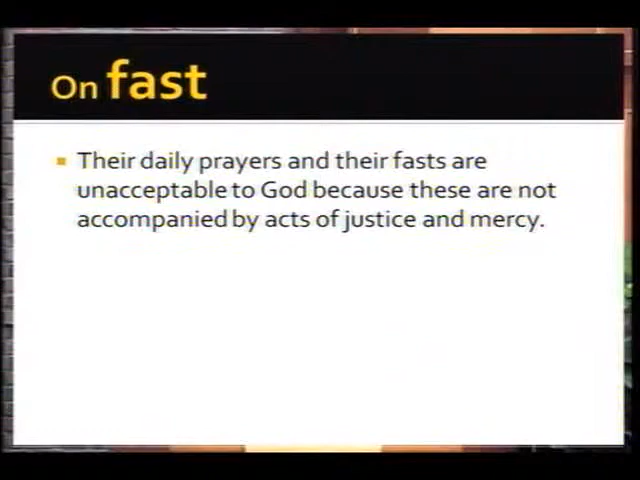 On fast
Their daily prayers and their fasts are
unacceptable to God because these are not
accompanied by acts of justice and mercy.